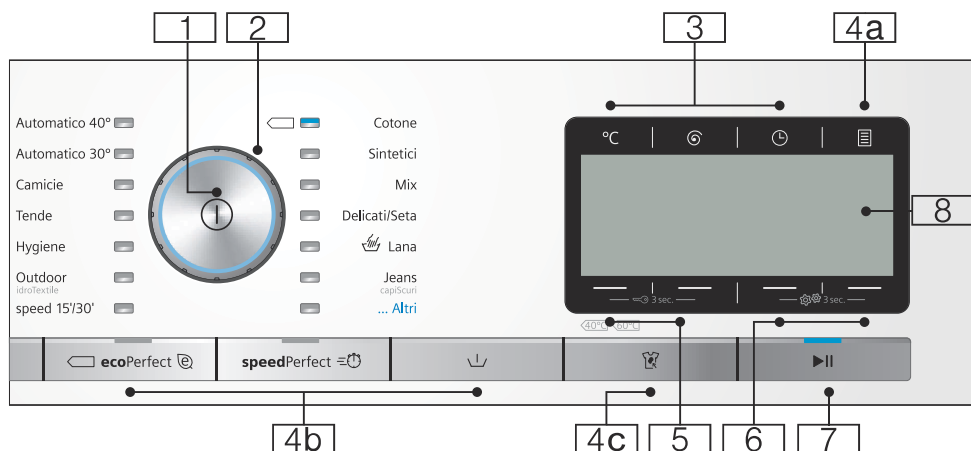 1 2 3 4a
Automatico 40° Cotone °C
Automatico 30° Sintetici
Camicie Mix
Tende Delicati/Seta 8
Hygiene Lana
Outdoor Jeans
idroTextile capiScuri
speed 15'/30' ... Altri 3 sec. 3 sec.
40°C 60°C
ecoPerfect e speedPerfect
4b 4c 5 6 7